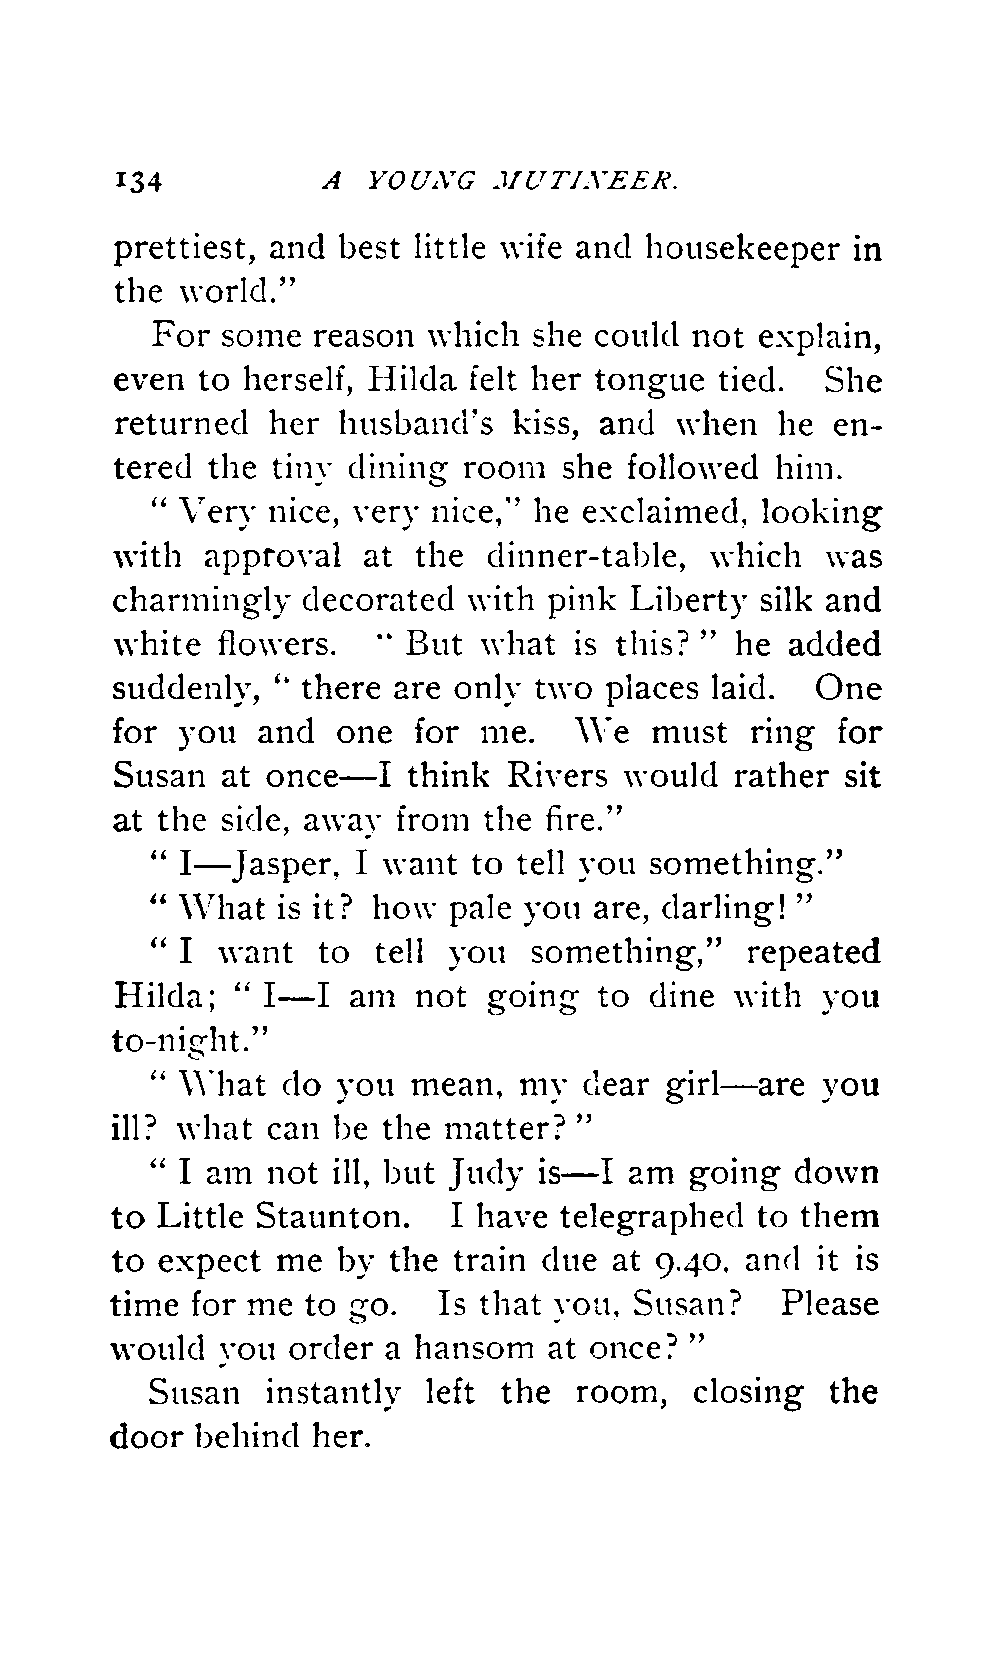 134 A YOUNG MUTINEER.
prettiest, and best little wife and housekeeper in
the world."
For some reason which she could not explain,
even to herself, Hilda felt her tongue tied. She
returned her husband's kiss, and when he en-
tered the tiny dining room she followed him.
" Very nice, very nice," he exclaimed, looking
with approval at the dinner-table, which was
charmingly decorated with pink Liberty silk and
white flowers. " But what is this? " he added
suddenly, " there are only two places laid. One
for you and one for me. We must ring for
Susan at once—I think Rivers would rather sit
at the side, away from the fire."
" I—Jasper, I want to tell you something."
" What is it? how pale you are, darling! "
" I want to tell you something," repeated
Hilda; " I—I am not going to dine with you
to-night."
" What do you mean, my dear girl—are you
ill? what can be the matter? "
" I am not ill, but Judy is—I am going down
to Little Staunton. I have telegraphed to them
to expect me by the train due at 9.40, and it is
time for me to go. Is that you, Susan? Please
would you order a hansom at once? "
Susan instantly left the room, closing the
door behind her.